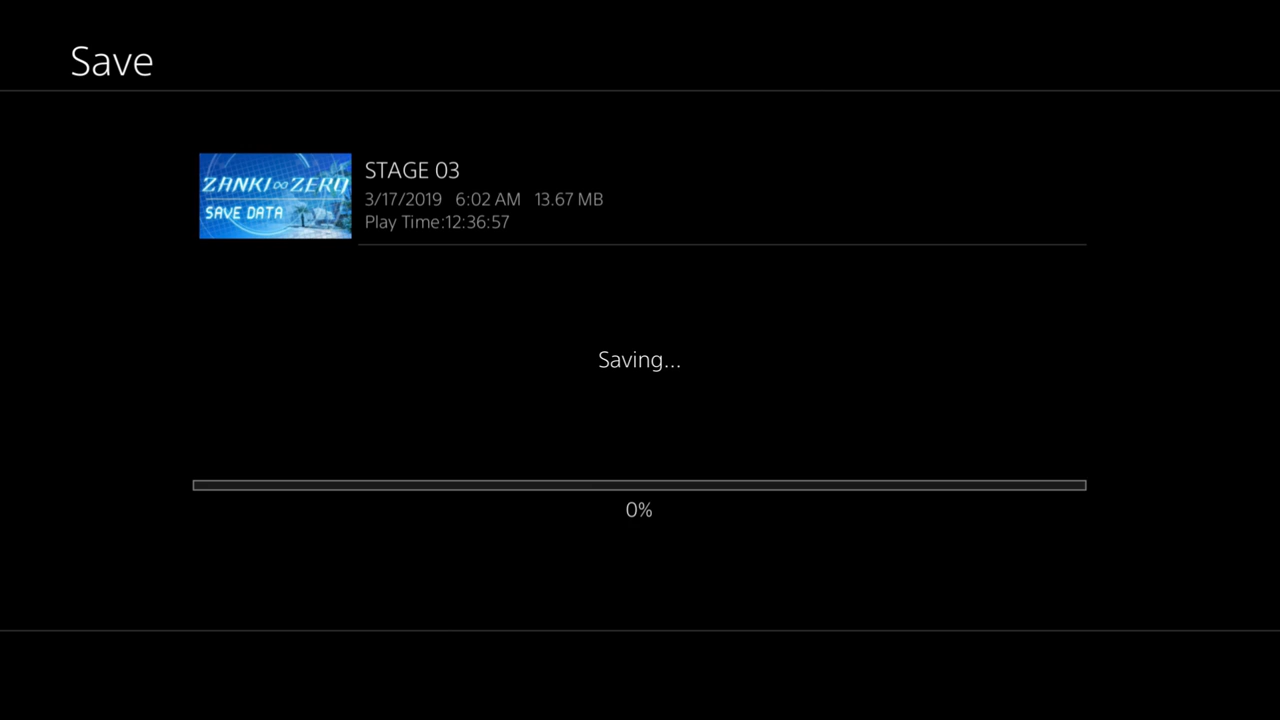 Save
ZANKI∞ZERO
SAVE DATA
STAGE 03
3/17/2019 6:02 AM 13.67 MB
Play Time:12:36:57
Saving...
0%